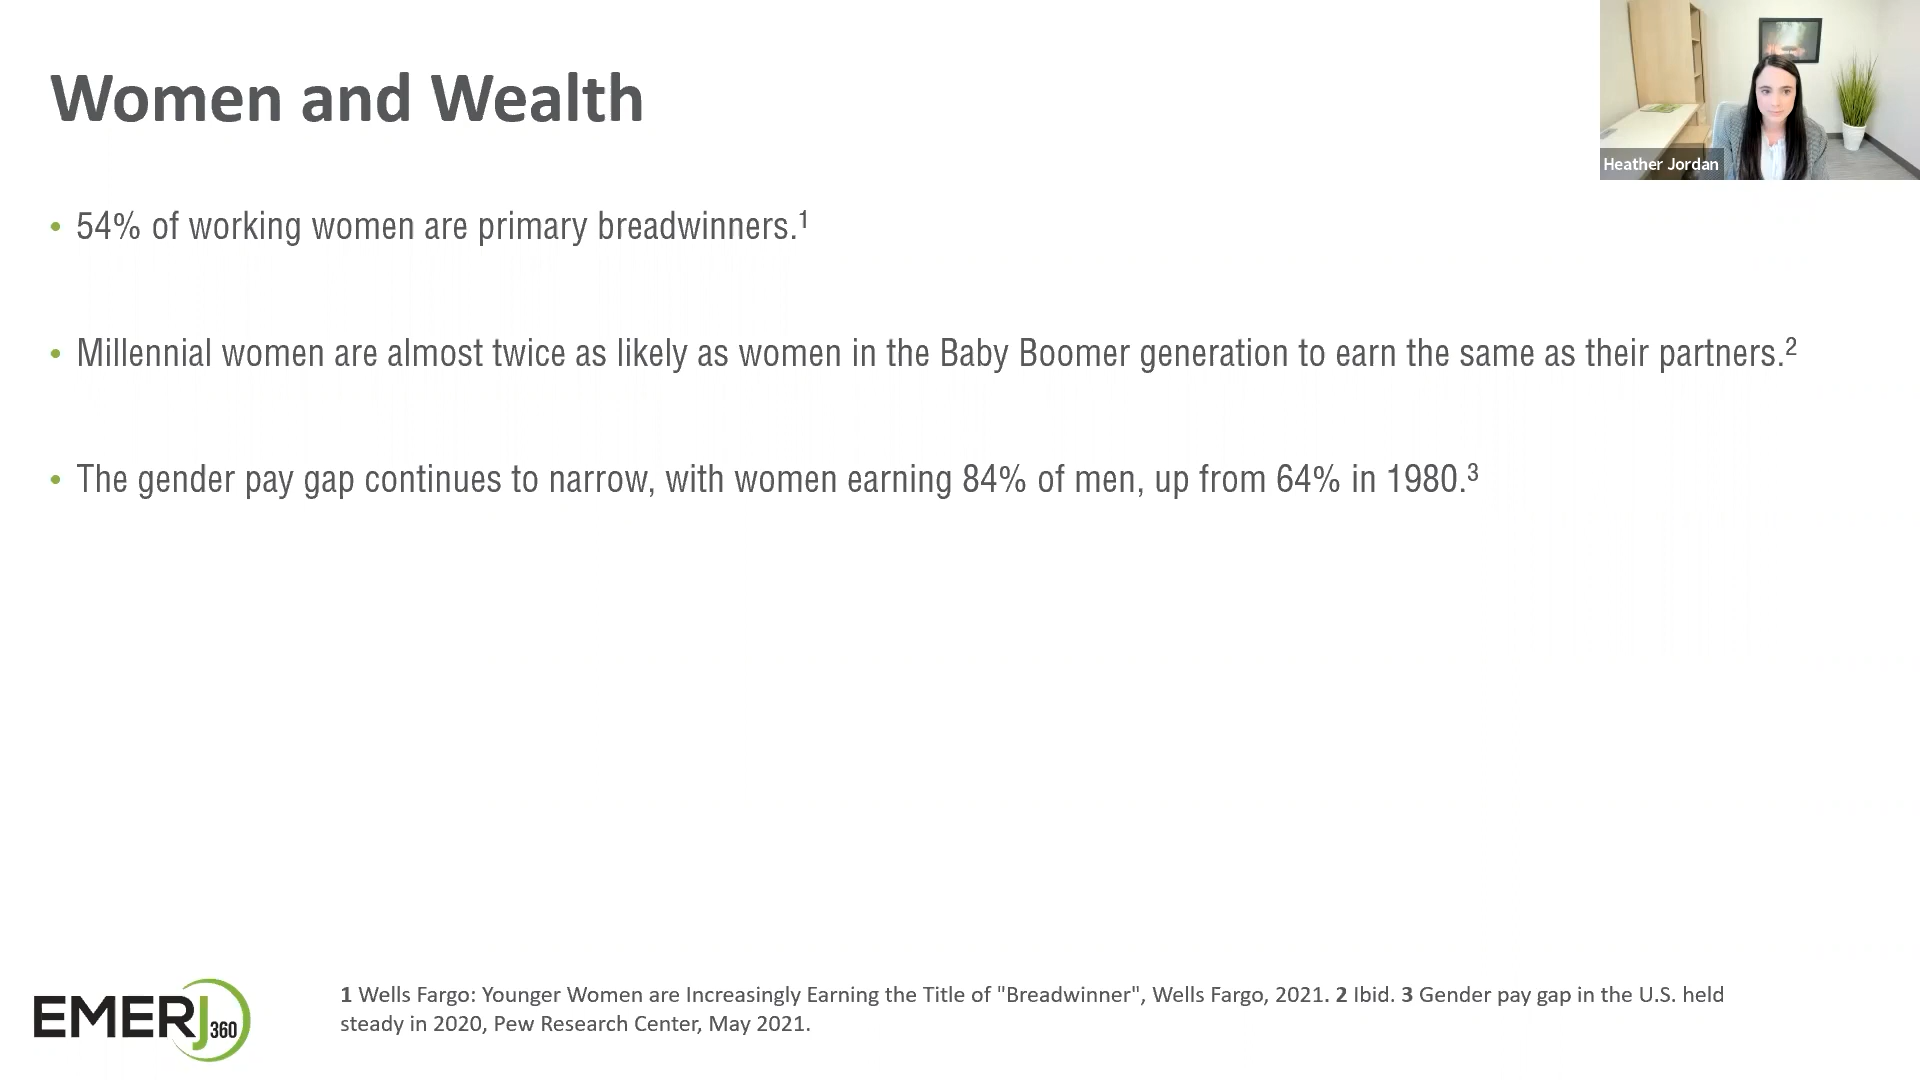 Women and Wealth
Heather Jordan
• 54% of working women are primary breadwinners.¹
• Millennial women are almost twice as likely as women in the Baby Boomer generation to earn the same as their partners.²
• The gender pay gap continues to narrow, with women earning 84% of men, up from 64% in 1980.³
EMERJ360
1 Wells Fargo: Younger Women are Increasingly Earning the Title of "Breadwinner", Wells Fargo, 2021. 2 Ibid. 3 Gender pay gap in the U.S. held
steady in 2020, Pew Research Center, May 2021.